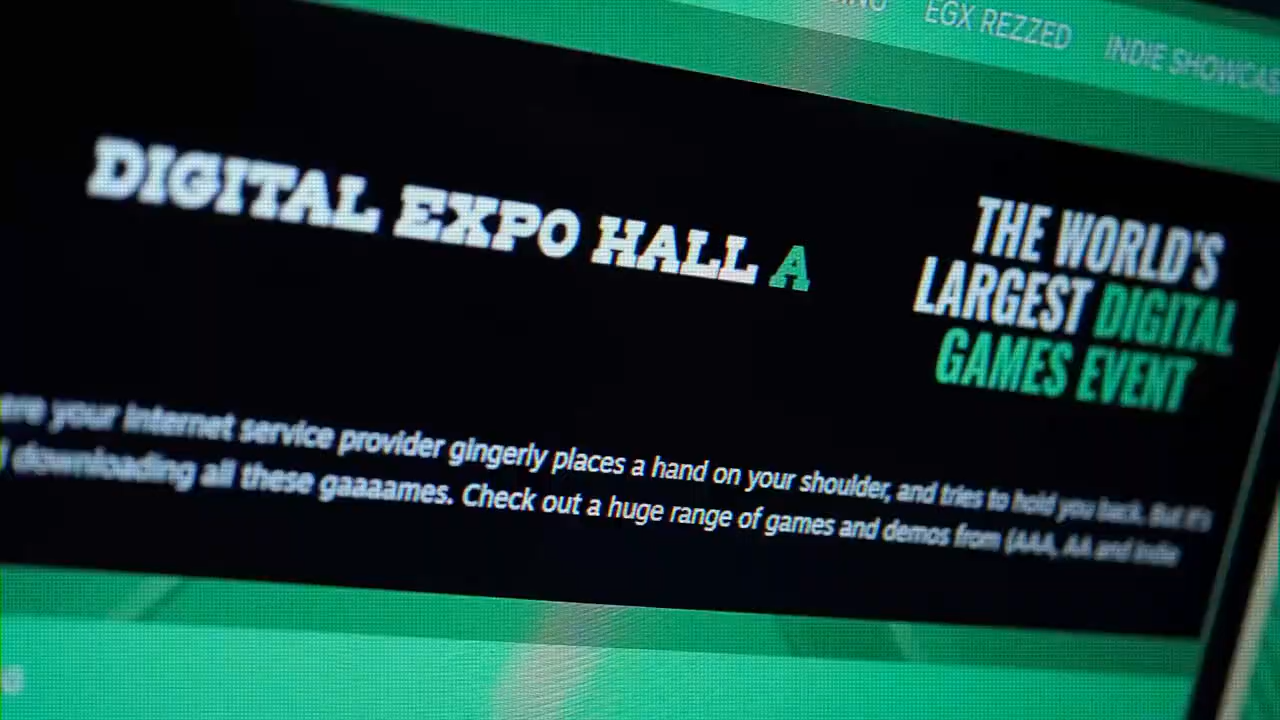 EGX REZZED INDIE SHOWCAS
DIGITAL EXPO HALL A
THE WORLD'S
LARGEST DIGITAL
GAMES EVENT
your internet service provider gingerly places a hand on your shoulder, and tries to hold you back. But it's
downloading all these gaaaames. Check out a huge range of games and demos from (AAA, AA and Indie